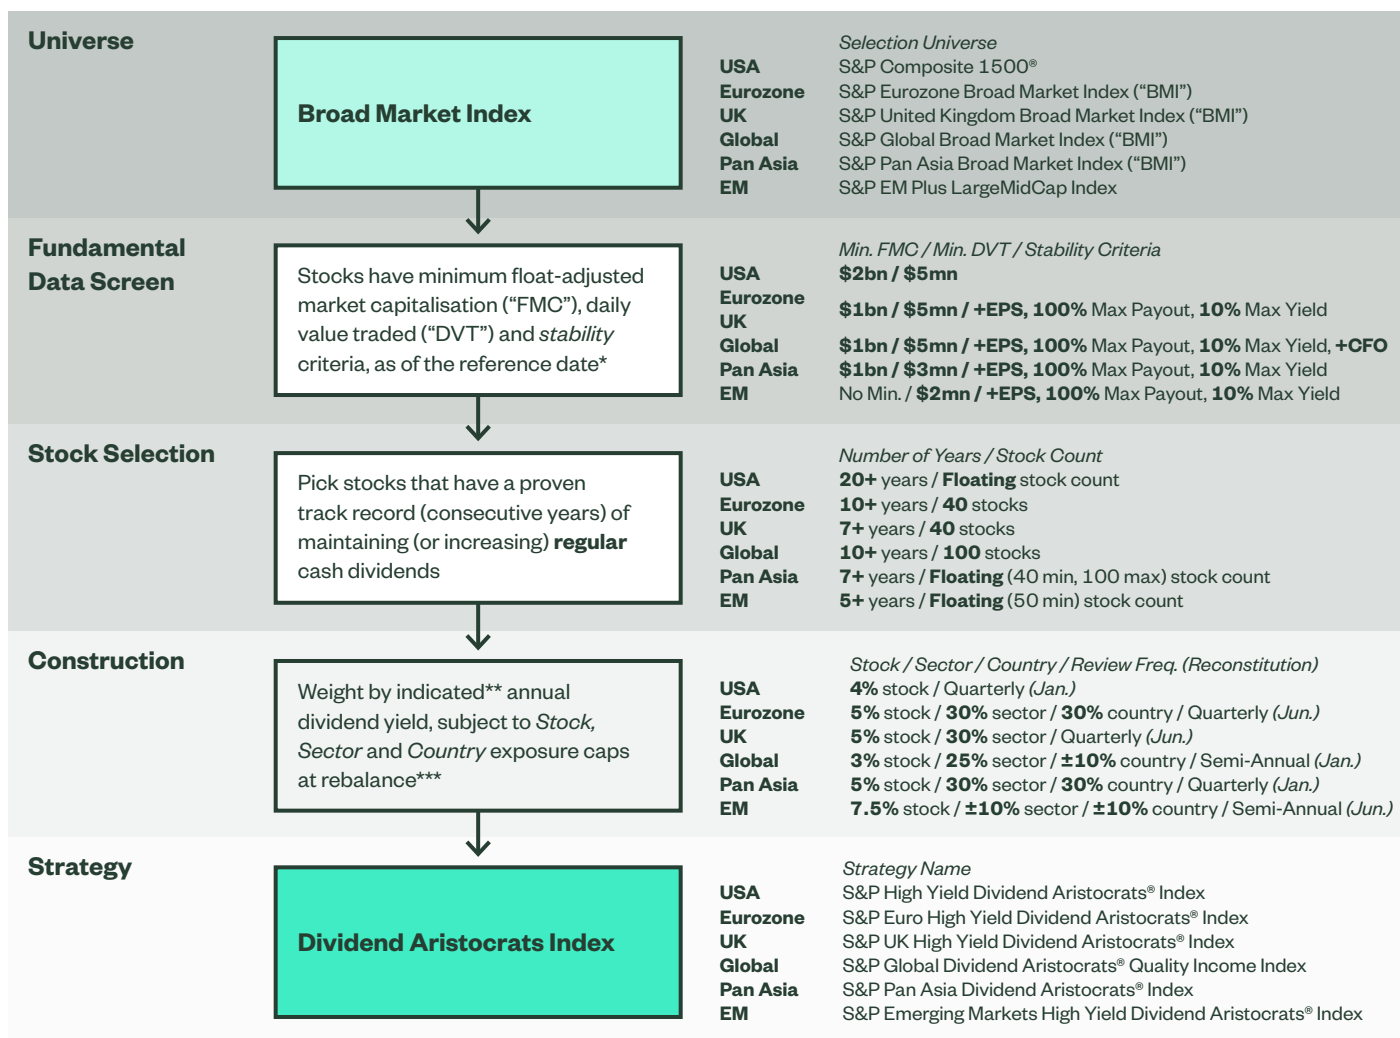 Universe
Broad Market Index
Selection Universe
USA S&P Composite 1500®
Eurozone S&P Eurozone Broad Market Index (“BMI”)
UK S&P United Kingdom Broad Market Index (“BMI”)
Global S&P Global Broad Market Index (“BMI”)
Pan Asia S&P Pan Asia Broad Market Index (“BMI”)
EM S&P EM Plus LargeMidCap Index
Fundamental
Data Screen
Stocks have minimum float-adjusted
market capitalisation (“FMC”), daily
value traded (“DVT”) and stability
criteria, as of the reference date*
Min. FMC / Min. DVT / Stability Criteria
USA $2bn / $5mn
Eurozone
UK
$1bn / $5mn / +EPS, 100% Max Payout, 10% Max Yield
Global $1bn / $5mn / +EPS, 100% Max Payout, 10% Max Yield, +CFO
Pan Asia $1bn / $3mn / +EPS, 100% Max Payout, 10% Max Yield
EM No Min. / $2mn / +EPS, 100% Max Payout, 10% Max Yield
Stock Selection
Pick stocks that have a proven
track record (consecutive years) of
maintaining (or increasing) regular
cash dividends
Number of Years / Stock Count
USA 20+ years / Floating stock count
Eurozone 10+ years / 40 stocks
UK 7+ years / 40 stocks
Global 10+ years / 100 stocks
Pan Asia 7+ years / Floating (40 min, 100 max) stock count
EM 5+ years / Floating (50 min) stock count
Construction
Weight by indicated** annual
dividend yield, subject to Stock,
Sector and Country exposure caps
at rebalance***
Stock / Sector / Country / Review Freq. (Reconstitution)
USA 4% stock / Quarterly (Jan.)
Eurozone 5% stock / 30% sector / 30% country / Quarterly (Jun.)
UK 5% stock / 30% sector / Quarterly (Jun.)
Global 3% stock / 25% sector / ±10% country / Semi-Annual (Jan.)
Pan Asia 5% stock / 30% sector / 30% country / Quarterly (Jan.)
EM 7.5% stock / ±10% sector / ±10% country / Semi-Annual (Jun.)
Strategy
Dividend Aristocrats Index
Strategy Name
USA S&P High Yield Dividend Aristocrats® Index
Eurozone S&P Euro High Yield Dividend Aristocrats® Index
UK S&P UK High Yield Dividend Aristocrats® Index
Global S&P Global Dividend Aristocrats® Quality Income Index
Pan Asia S&P Pan Asia Dividend Aristocrats® Index
EM S&P Emerging Markets High Yield Dividend Aristocrats® Index